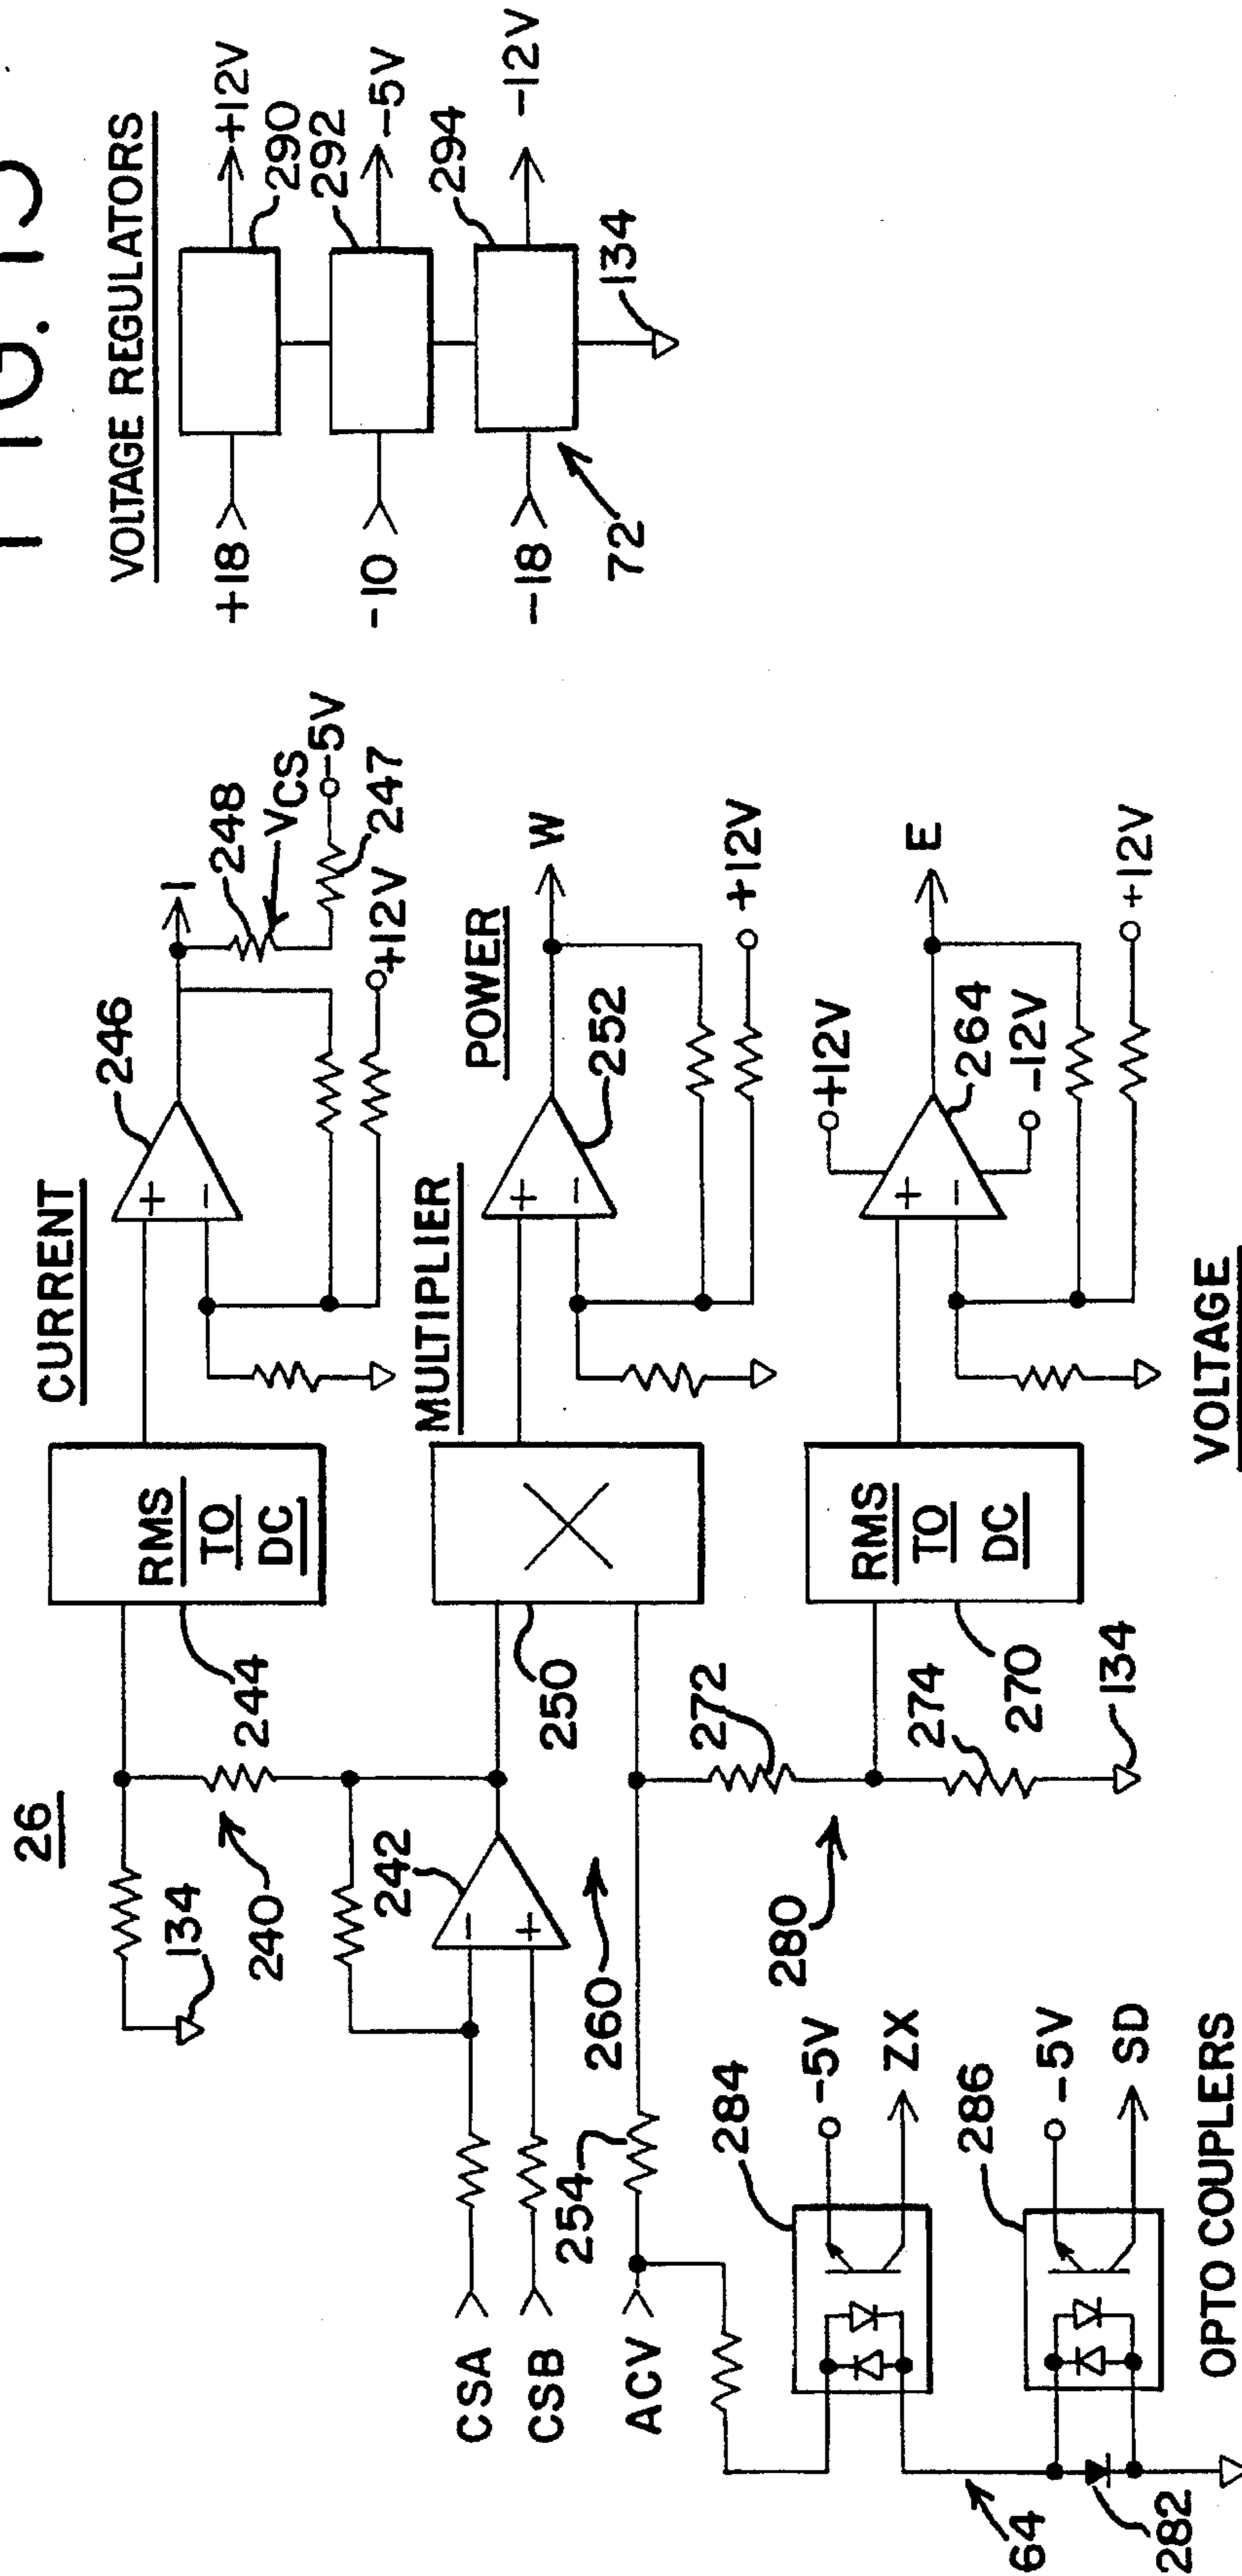 FIG. 13
26
CURRENT
VOLTAGE REGULATORS
RMS
TO
DC
244
240
134
246
I
248
VCS
-5V
247
+12V
+18
+12V
290
-10
-5V
292
-18
-12V
294
72
134
MULTIPLIER
POWER
CSA
CSB
ACV
-
+
242
260
254
250
+
-
252
W
+12V
272
274
280
134
RMS
TO
DC
270
+
-
+12V
-12V
264
E
+12V
VOLTAGE
284
-5V
ZX
286
-5V
SD
64
282
OPTO COUPLERS
+
-